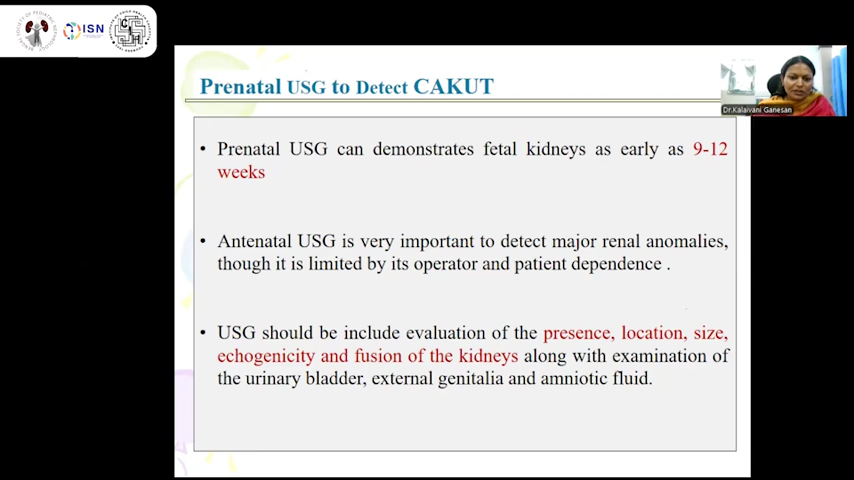 ISN
Prenatal USG to Detect CAKUT
Dr.Kalaivani Ganesan
• Prenatal USG can demonstrates fetal kidneys as early as 9-12
weeks
• Antenatal USG is very important to detect major renal anomalies,
though it is limited by its operator and patient dependence .
• USG should be include evaluation of the presence, location, size,
echogenicity and fusion of the kidneys along with examination of
the urinary bladder, external genitalia and amniotic fluid.